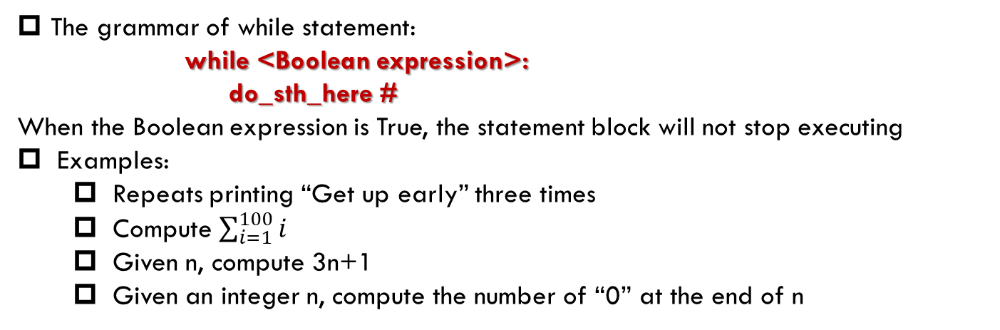 The grammar of while statement:
while <Boolean expression>:
do_sth_here #
When the Boolean expression is True, the statement block will not stop executing
Examples:
Repeats printing “Get up early” three times
Compute ∑_{i=1}^{100} i
Given n, compute 3n+1
Given an integer n, compute the number of “0” at the end of n